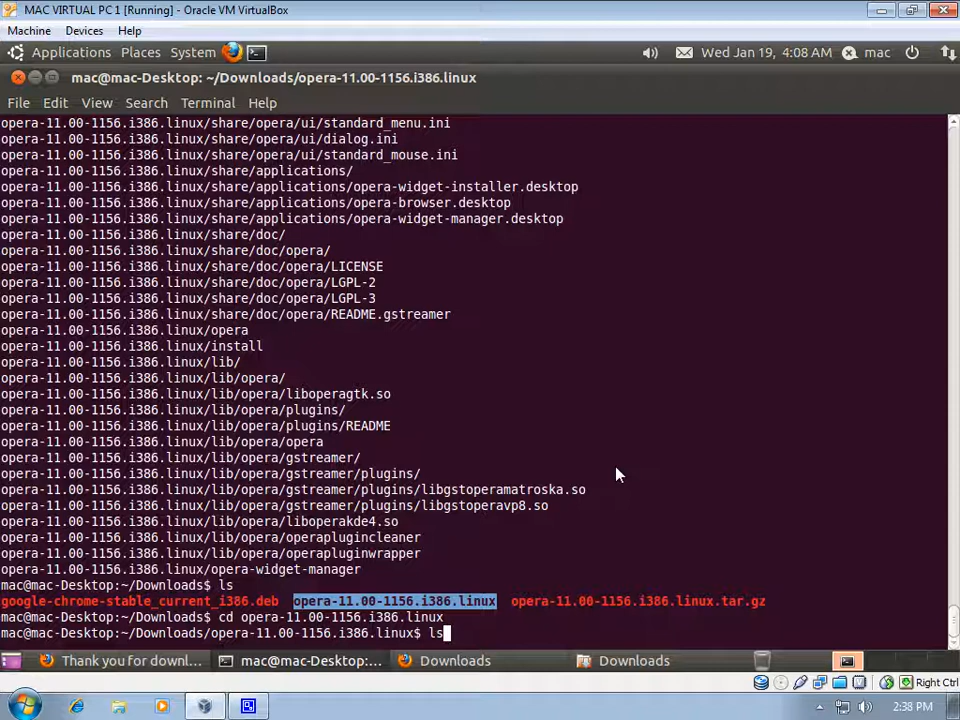 MAC VIRTUAL PC 1 [Running] - Oracle VM VirtualBox
Machine Devices Help
Applications Places System Wed Jan 19, 4:08 AM mac
mac@mac-Desktop: ~/Downloads/opera-11.00-1156.i386.linux
File Edit View Search Terminal Help
opera-11.00-1156.i386.linux/share/opera/ui/standard_menu.ini
opera-11.00-1156.i386.linux/share/opera/ui/dialog.ini
opera-11.00-1156.i386.linux/share/opera/ui/standard_mouse.ini
opera-11.00-1156.i386.linux/share/applications/
opera-11.00-1156.i386.linux/share/applications/opera-widget-installer.desktop
opera-11.00-1156.i386.linux/share/applications/opera-browser.desktop
opera-11.00-1156.i386.linux/share/applications/opera-widget-manager.desktop
opera-11.00-1156.i386.linux/share/doc/
opera-11.00-1156.i386.linux/share/doc/opera/
opera-11.00-1156.i386.linux/share/doc/opera/LICENSE
opera-11.00-1156.i386.linux/share/doc/opera/LGPL-2
opera-11.00-1156.i386.linux/share/doc/opera/LGPL-3
opera-11.00-1156.i386.linux/share/doc/opera/README.gstreamer
opera-11.00-1156.i386.linux/opera
opera-11.00-1156.i386.linux/install
opera-11.00-1156.i386.linux/lib/
opera-11.00-1156.i386.linux/lib/opera/
opera-11.00-1156.i386.linux/lib/opera/liboperagtk.so
opera-11.00-1156.i386.linux/lib/opera/plugins/
opera-11.00-1156.i386.linux/lib/opera/plugins/README
opera-11.00-1156.i386.linux/lib/opera/opera
opera-11.00-1156.i386.linux/lib/opera/gstreamer/
opera-11.00-1156.i386.linux/lib/opera/gstreamer/plugins/
opera-11.00-1156.i386.linux/lib/opera/gstreamer/plugins/libgstoperamatroska.so
opera-11.00-1156.i386.linux/lib/opera/gstreamer/plugins/libgstoperavp8.so
opera-11.00-1156.i386.linux/lib/opera/liboperakde4.so
opera-11.00-1156.i386.linux/lib/opera/operaplugincleaner
opera-11.00-1156.i386.linux/lib/opera/operapluginwrapper
opera-11.00-1156.i386.linux/opera-widget-manager
mac@mac-Desktop:~/Downloads$ ls
google-chrome-stable_current_i386.deb opera-11.00-1156.i386.linux opera-11.00-1156.i386.linux.tar.gz
mac@mac-Desktop:~/Downloads$ cd opera-11.00-1156.i386.linux
mac@mac-Desktop:~/Downloads/opera-11.00-1156.i386.linux$ ls
Thank you for downl... mac@mac-Desktop:... Downloads Downloads
Right Ctrl
2:38 PM